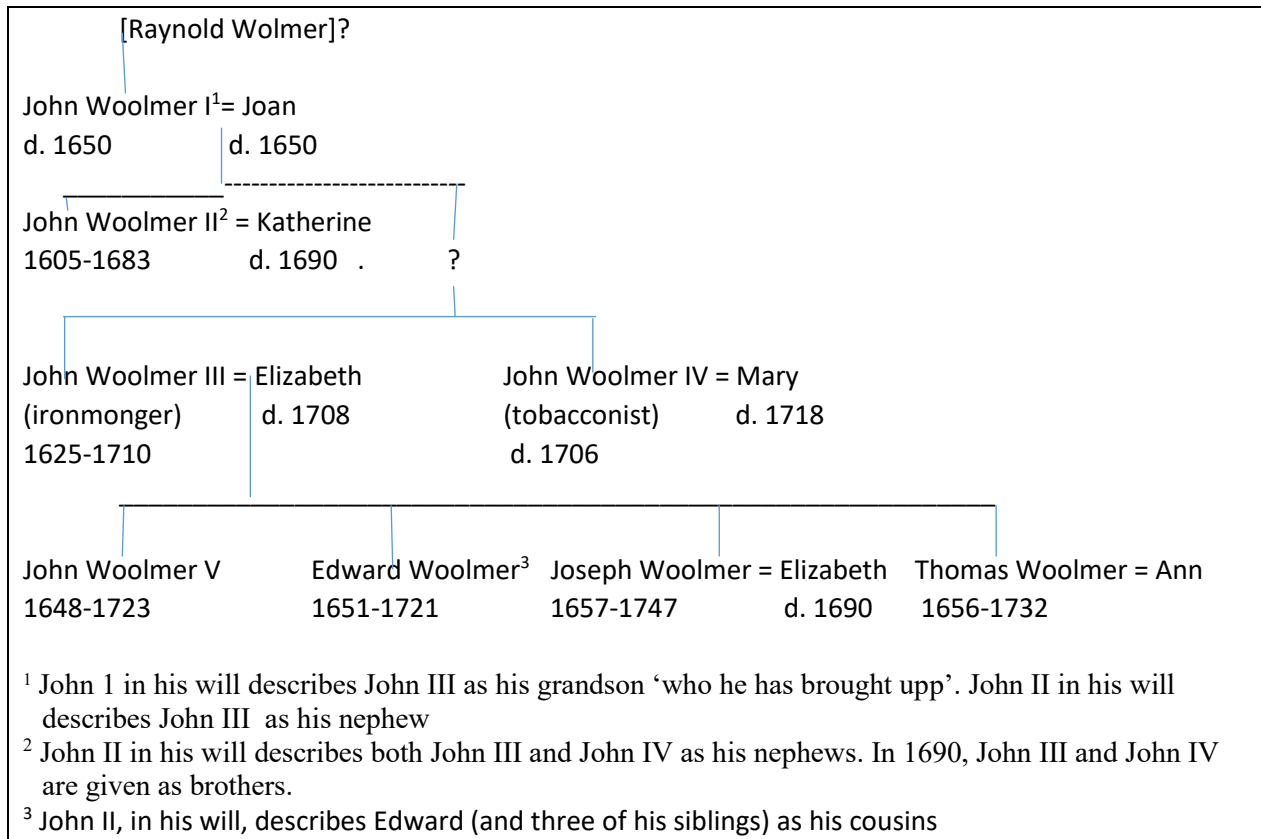 [Raynold Wolmer]?
John Woolmer I¹= Joan
d. 1650 d. 1650
John Woolmer II² = Katherine
1605-1683 d. 1690 . ?
John Woolmer III = Elizabeth John Woolmer IV = Mary
(ironmonger) d. 1708 (tobacconist) d. 1718
1625-1710 d. 1706
John Woolmer V Edward Woolmer³ Joseph Woolmer = Elizabeth Thomas Woolmer = Ann
1648-1723 1651-1721 1657-1747 d. 1690 1656-1732
¹ John 1 in his will describes John III as his grandson ‘who he has brought upp’. John II in his will
describes John III as his nephew
² John II in his will describes both John III and John IV as his nephews. In 1690, John III and John IV
are given as brothers.
³ John II, in his will, describes Edward (and three of his siblings) as his cousins